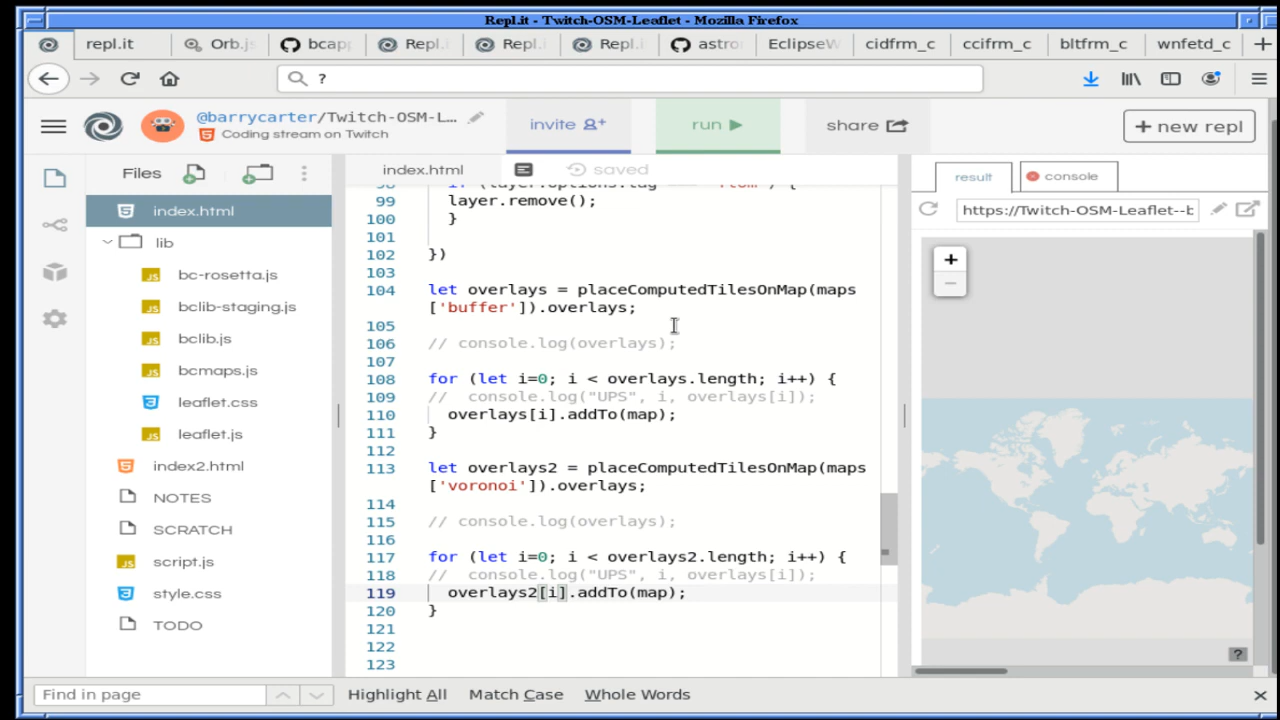 Repl.it - Twitch-OSM-Leaflet - Mozilla Firefox
repl.it
Orb.j
bcap
Repl.
Repl.
Repl.
astro
EclipseW
cidfrm_c
ccifrm_c
bltfrm_c
wnfetd_c
?
@barrycarter/Twitch-OSM-L…
Coding stream on Twitch
invite
run
share
+ new repl
Files
index.html
saved
result
console
https://Twitch-OSM-Leaflet--b
index.html
lib
bc-rosetta.js
bclib-staging.js
bclib.js
bcmaps.js
leaflet.css
leaflet.js
index2.html
NOTES
SCRATCH
script.js
style.css
TODO
99 layer.remove();
100 }
101
102 })
103
104 let overlays = placeComputedTilesOnMap(maps
['buffer']).overlays;
105
106 // console.log(overlays);
107
108 for (let i=0; i < overlays.length; i++) {
109 //  console.log("UPS", i, overlays[i]);
110 overlays[i].addTo(map);
111 }
112
113 let overlays2 = placeComputedTilesOnMap(maps
['voronoi']).overlays;
114
115 // console.log(overlays);
116
117 for (let i=0; i < overlays2.length; i++) {
118 //  console.log("UPS", i, overlays[i]);
119 overlays2[i].addTo(map);
120 }
121
122
123
+
−
?
Find in page
Highlight All
Match Case
Whole Words